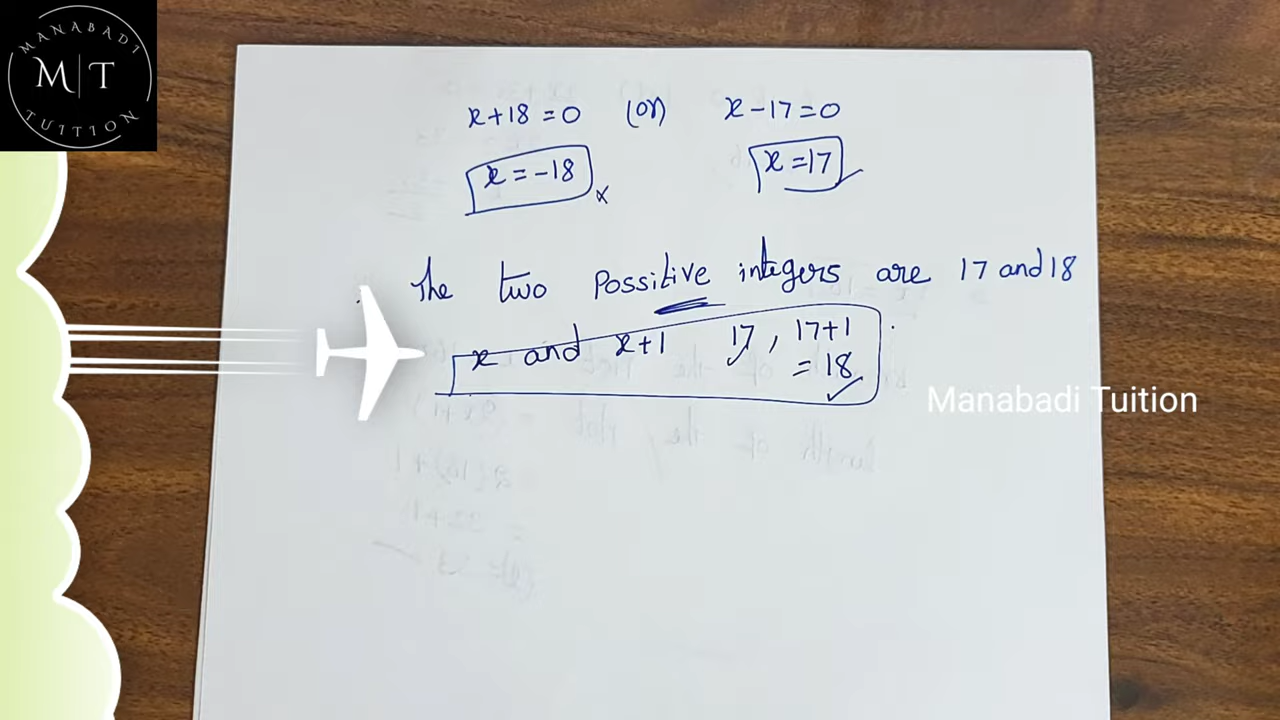 MANABADI
M|T
TUITION
x+18=0 (or) x-17=0
x=-18 x=17
The two possitive integers are 17 and 18
x and x+1 17, 17+1
=18
Manabadi Tuition